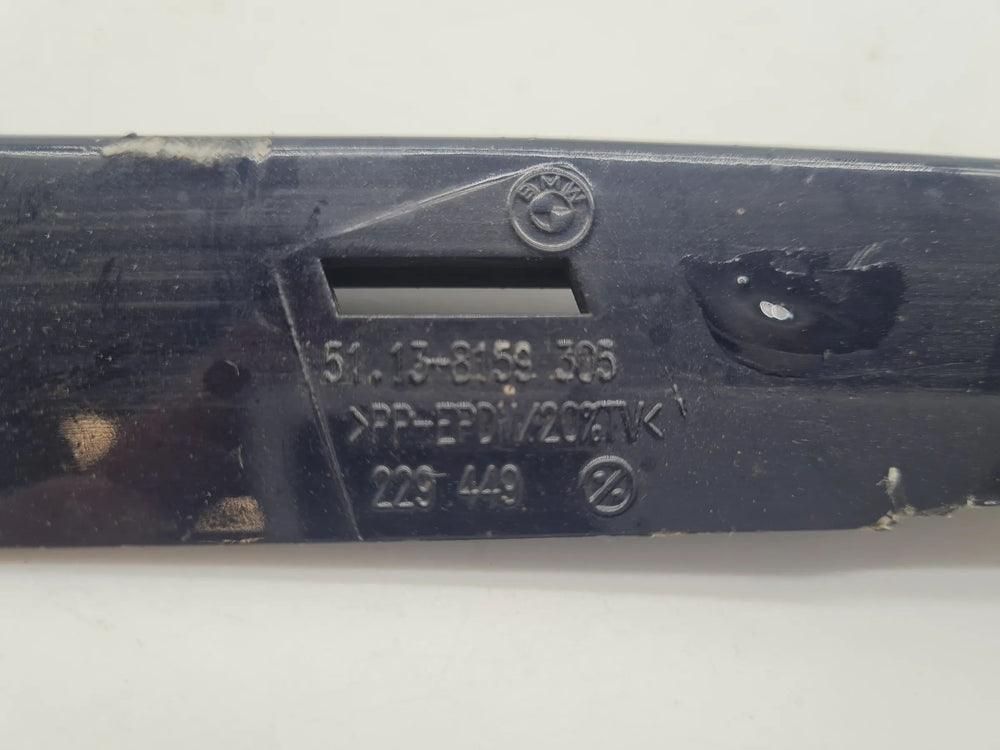 BMW
51.13-8159 305
>PP-EPDM/20%TV<
229 449